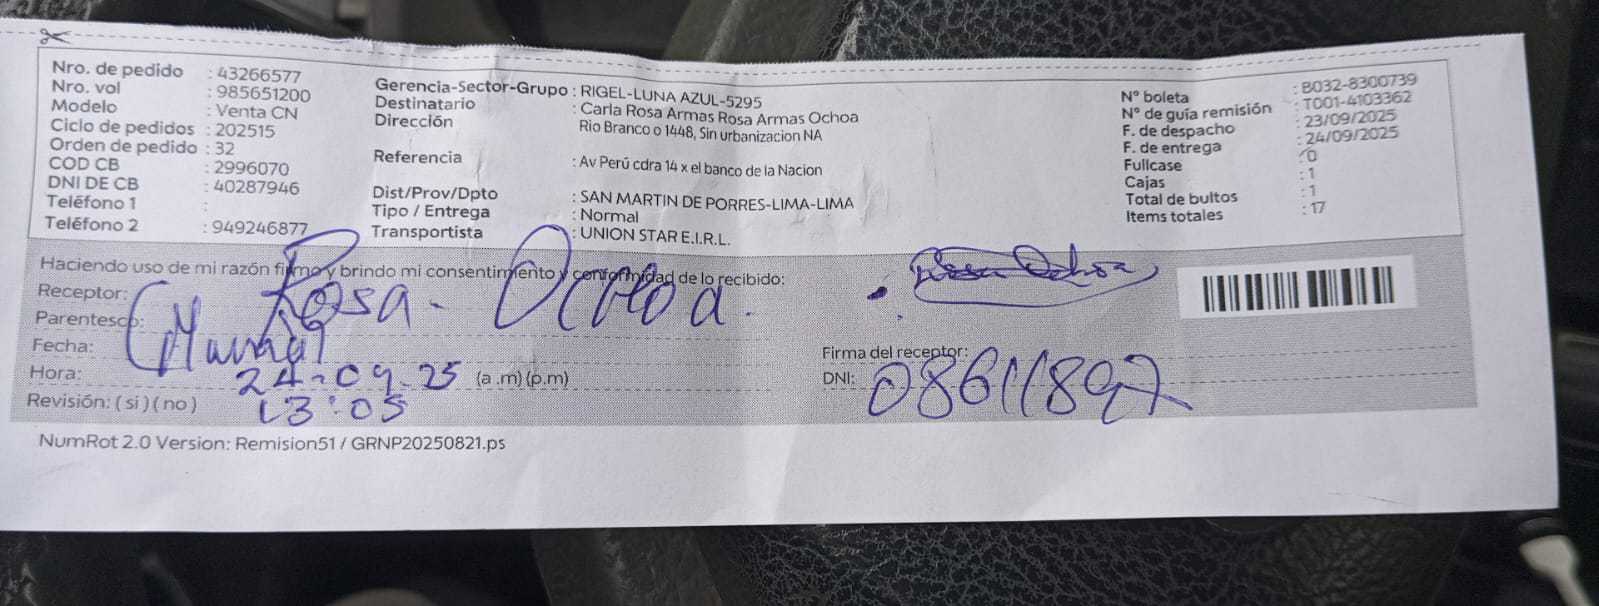 Nro. de pedido : 43266577
Nro. vol : 985651200
Modelo : Venta CN
Ciclo de pedidos : 202515
Orden de pedido : 32
COD CB : 2996070
DNI DE CB : 40287946
Teléfono 1 :
Teléfono 2 : 949246877
Gerencia-Sector-Grupo : RIGEL-LUNA AZUL-5295
Destinatario : Carla Rosa Armas Rosa Armas Ochoa
Dirección Rio Branco o 1448, Sin urbanizacion NA
Referencia : Av Perú cdra 14 x el banco de la Nacion
Dist/Prov/Dpto : SAN MARTIN DE PORRES-LIMA-LIMA
Tipo / Entrega : Normal
Transportista : UNION STAR E.I.R.L.
N° boleta : B032-8300739
N° de guía remisión : T001-4103362
F. de despacho : 23/09/2025
F. de entrega : 24/09/2025
Fullcase : 0
Cajas : 1
Total de bultos : 1
Items totales : 17
Haciendo uso de mi razón firmo y brindo mi consentimiento y conformidad de lo recibido:
Receptor: Rosa Ochoa
Parentesco: (Mamá)
Fecha: 24-09-25
Hora: 13:05 (a .m) (p.m)
Revisión: ( si ) ( no )
Rosa Ochoa
Firma del receptor:
DNI: 08611897
NumRot 2.0 Version: Remision51 / GRNP20250821.ps